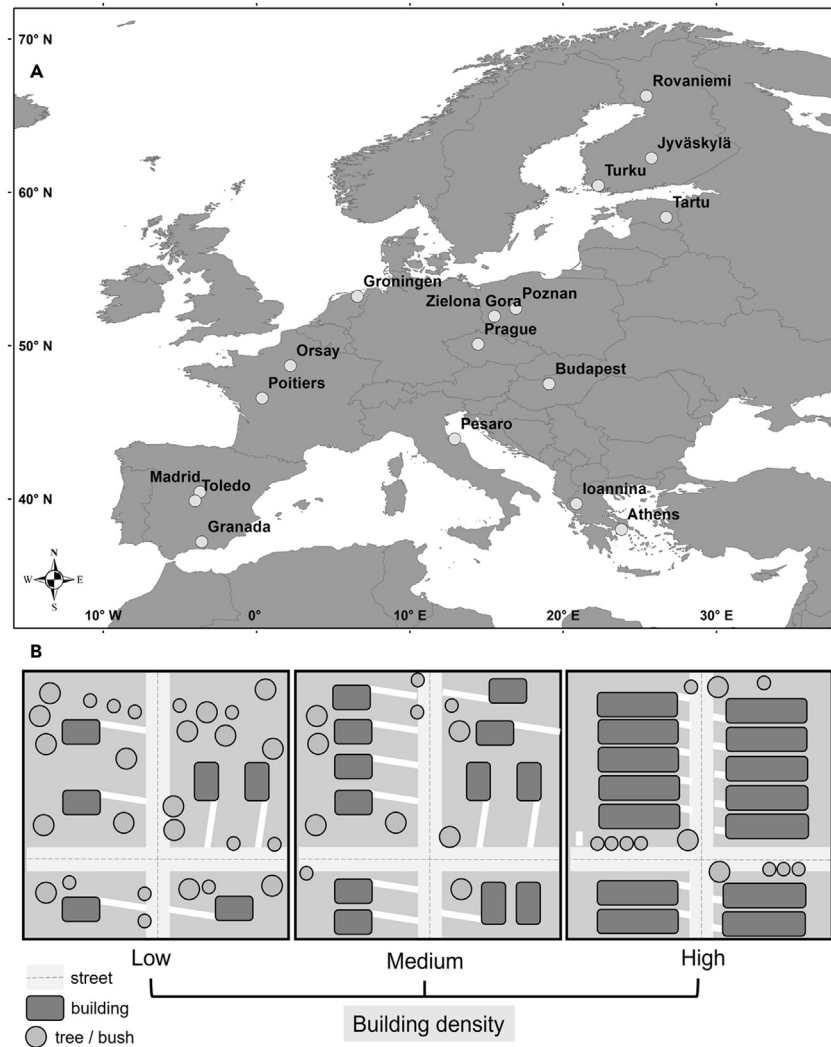 70° N
A
Rovaniemi
Jyväskylä
Turku
60° N
Tartu
Groningen
Zielona Gora
Poznan
Prague
50° N
Orsay
Budapest
Poitiers
Pesaro
Madrid
Toledo
40° N
Ioannina
Athens
Granada
N
W E
S
10° W 0° 10° E 20° E 30° E
B
Low Medium High
street
building
tree / bush
Building density